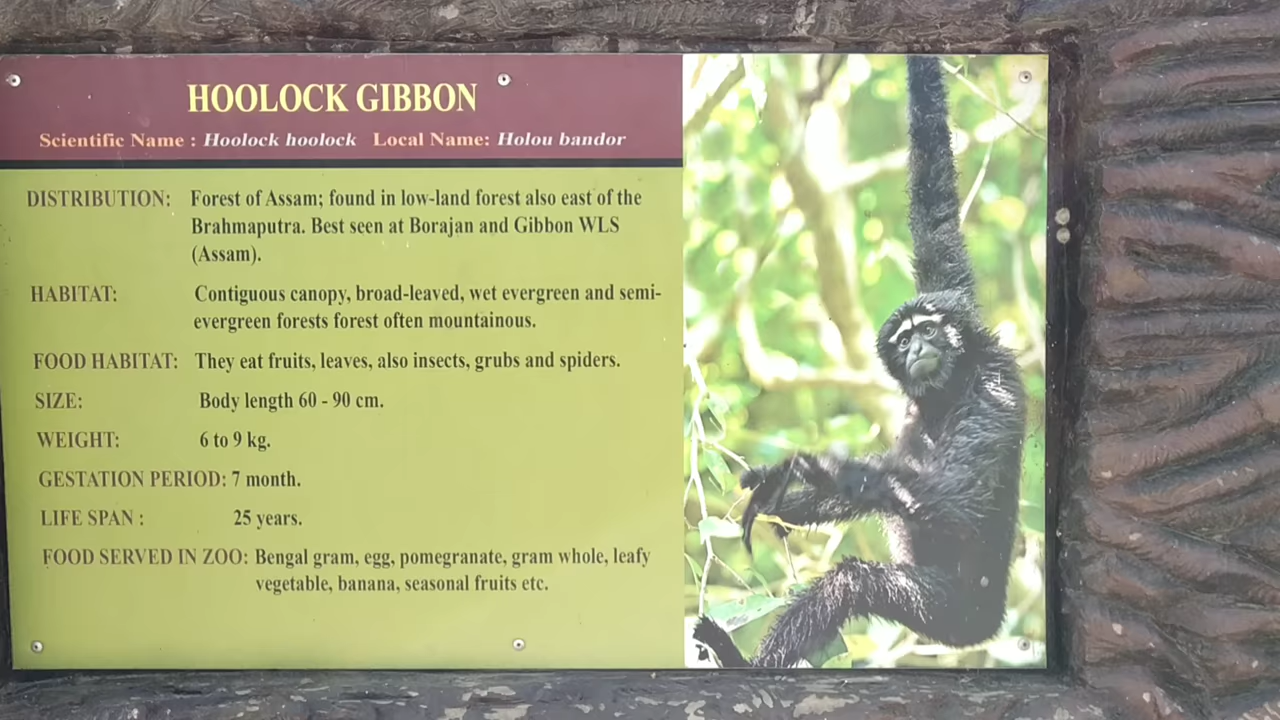 HOOLOCK GIBBON
Scientific Name : Hoolock hoolock Local Name: Holou bandor
DISTRIBUTION: Forest of Assam; found in low-land forest also east of the
Brahmaputra. Best seen at Borajan and Gibbon WLS
(Assam).
HABITAT: Contiguous canopy, broad-leaved, wet evergreen and semi-
evergreen forests forest often mountainous.
FOOD HABITAT: They eat fruits, leaves, also insects, grubs and spiders.
SIZE: Body length 60 - 90 cm.
WEIGHT: 6 to 9 kg.
GESTATION PERIOD: 7 month.
LIFE SPAN : 25 years.
FOOD SERVED IN ZOO: Bengal gram, egg, pomegranate, gram whole, leafy
vegetable, banana, seasonal fruits etc.